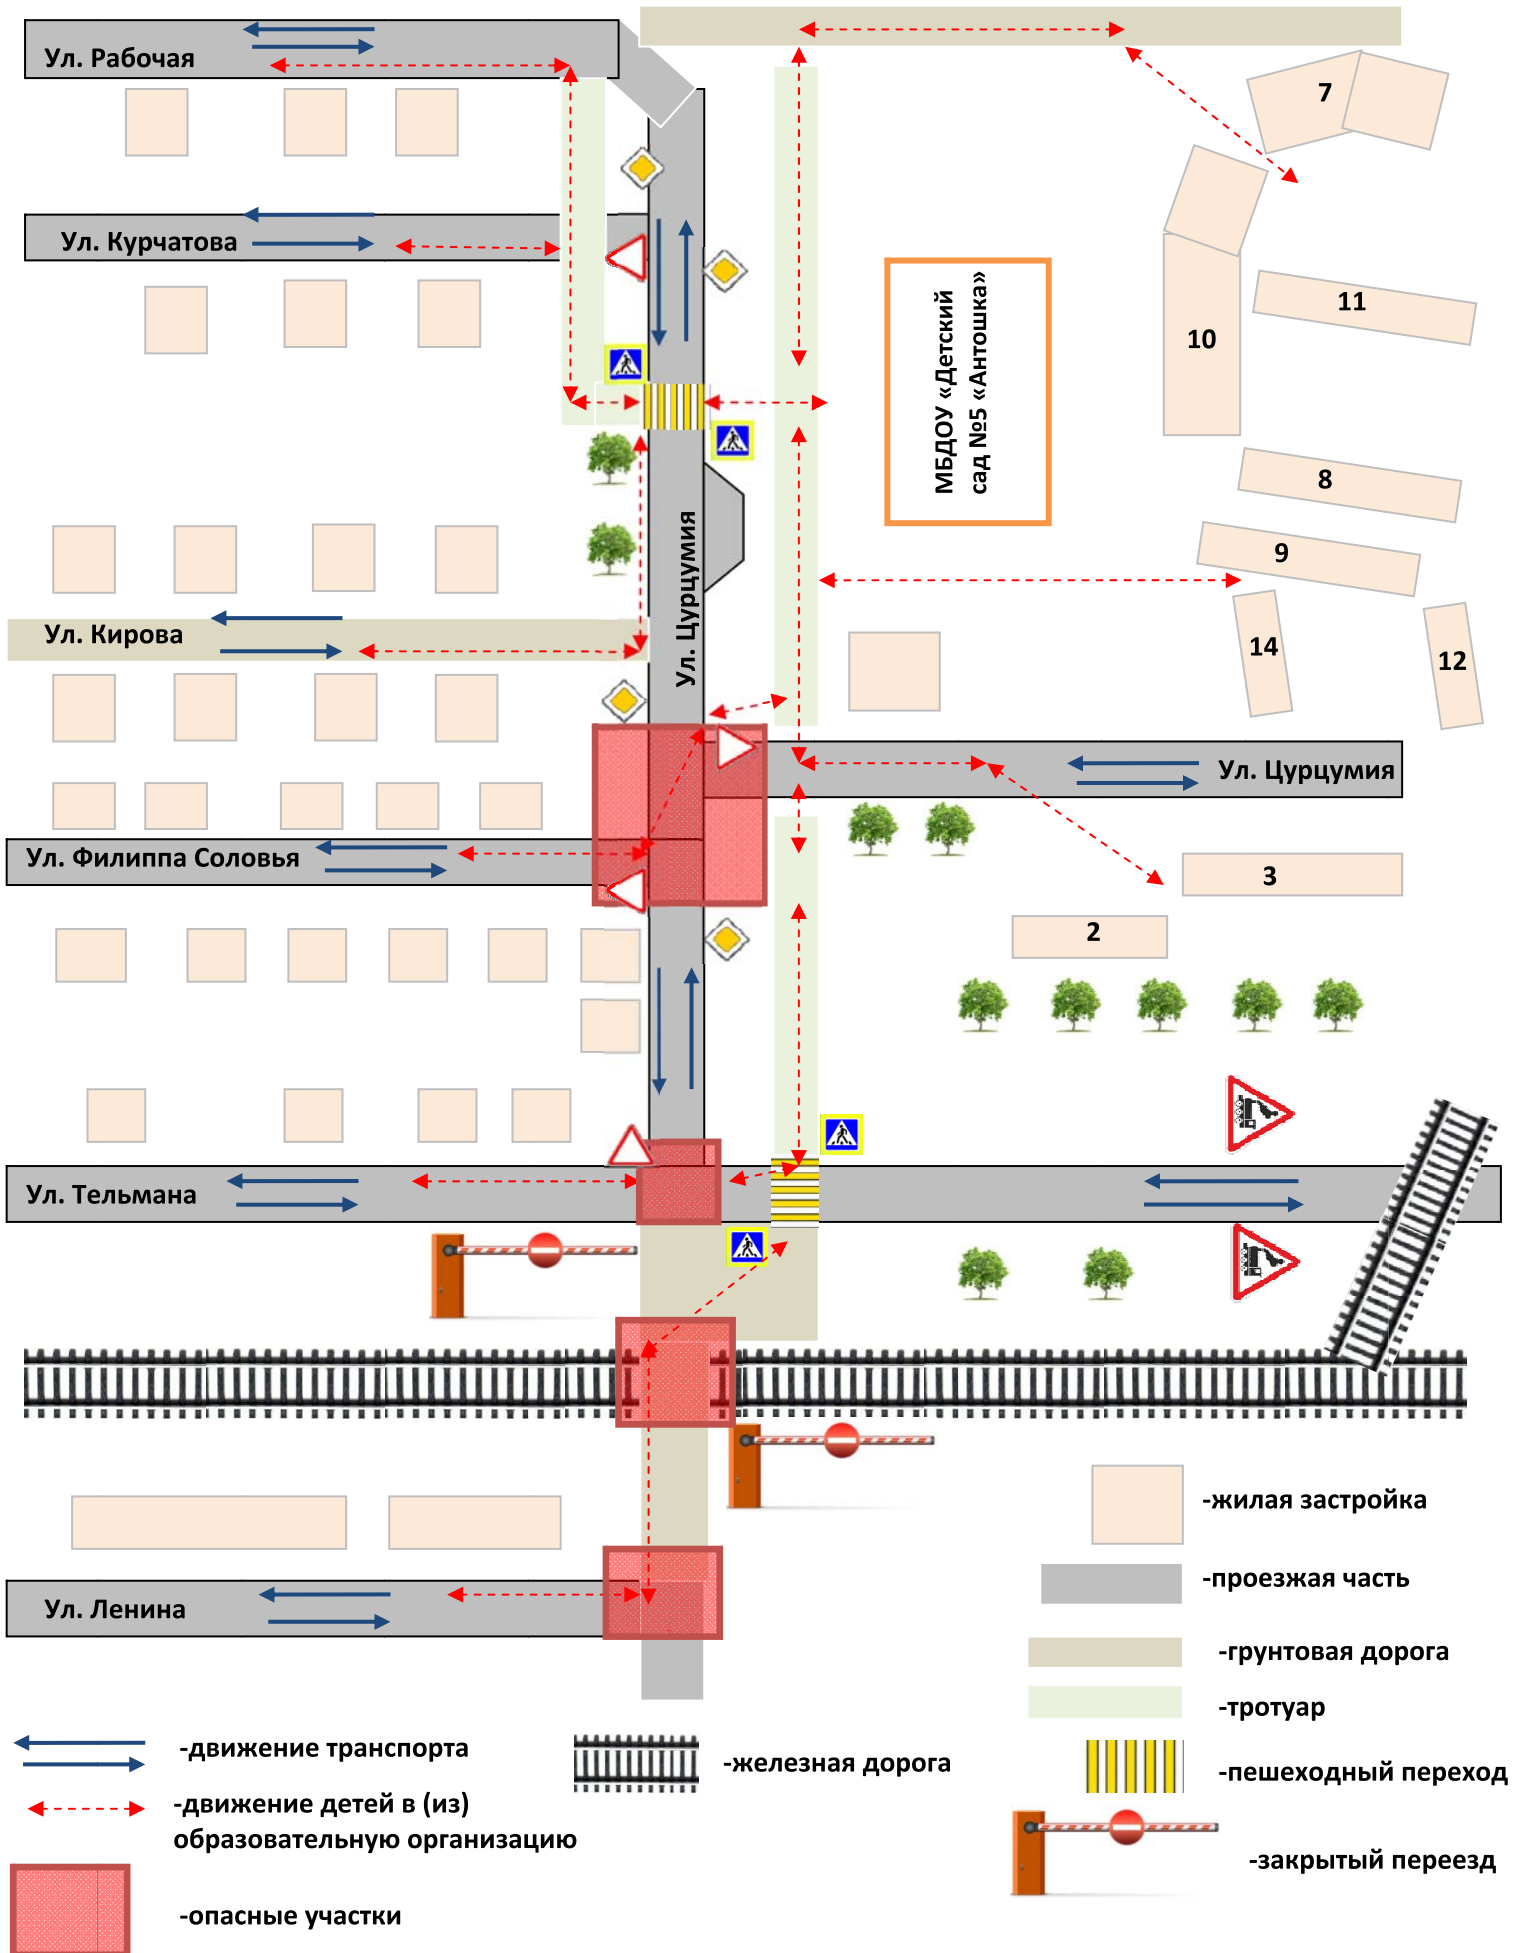 Ул. Рабочая
7
Ул. Курчатова
МБДОУ «Детский
сад №5 «Антошка»
11
10
8
9
Ул. Цурцумия
Ул. Кирова
14
12
Ул. Цурцумия
Ул. Филиппа Соловья
3
2
Ул. Тельмана
-жилая застройка
-проезжая часть
Ул. Ленина
-грунтовая дорога
-тротуар
-движение транспорта
-железная дорога
-пешеходный переход
-движение детей в (из)
образовательную организацию
-закрытый переезд
-опасные участки